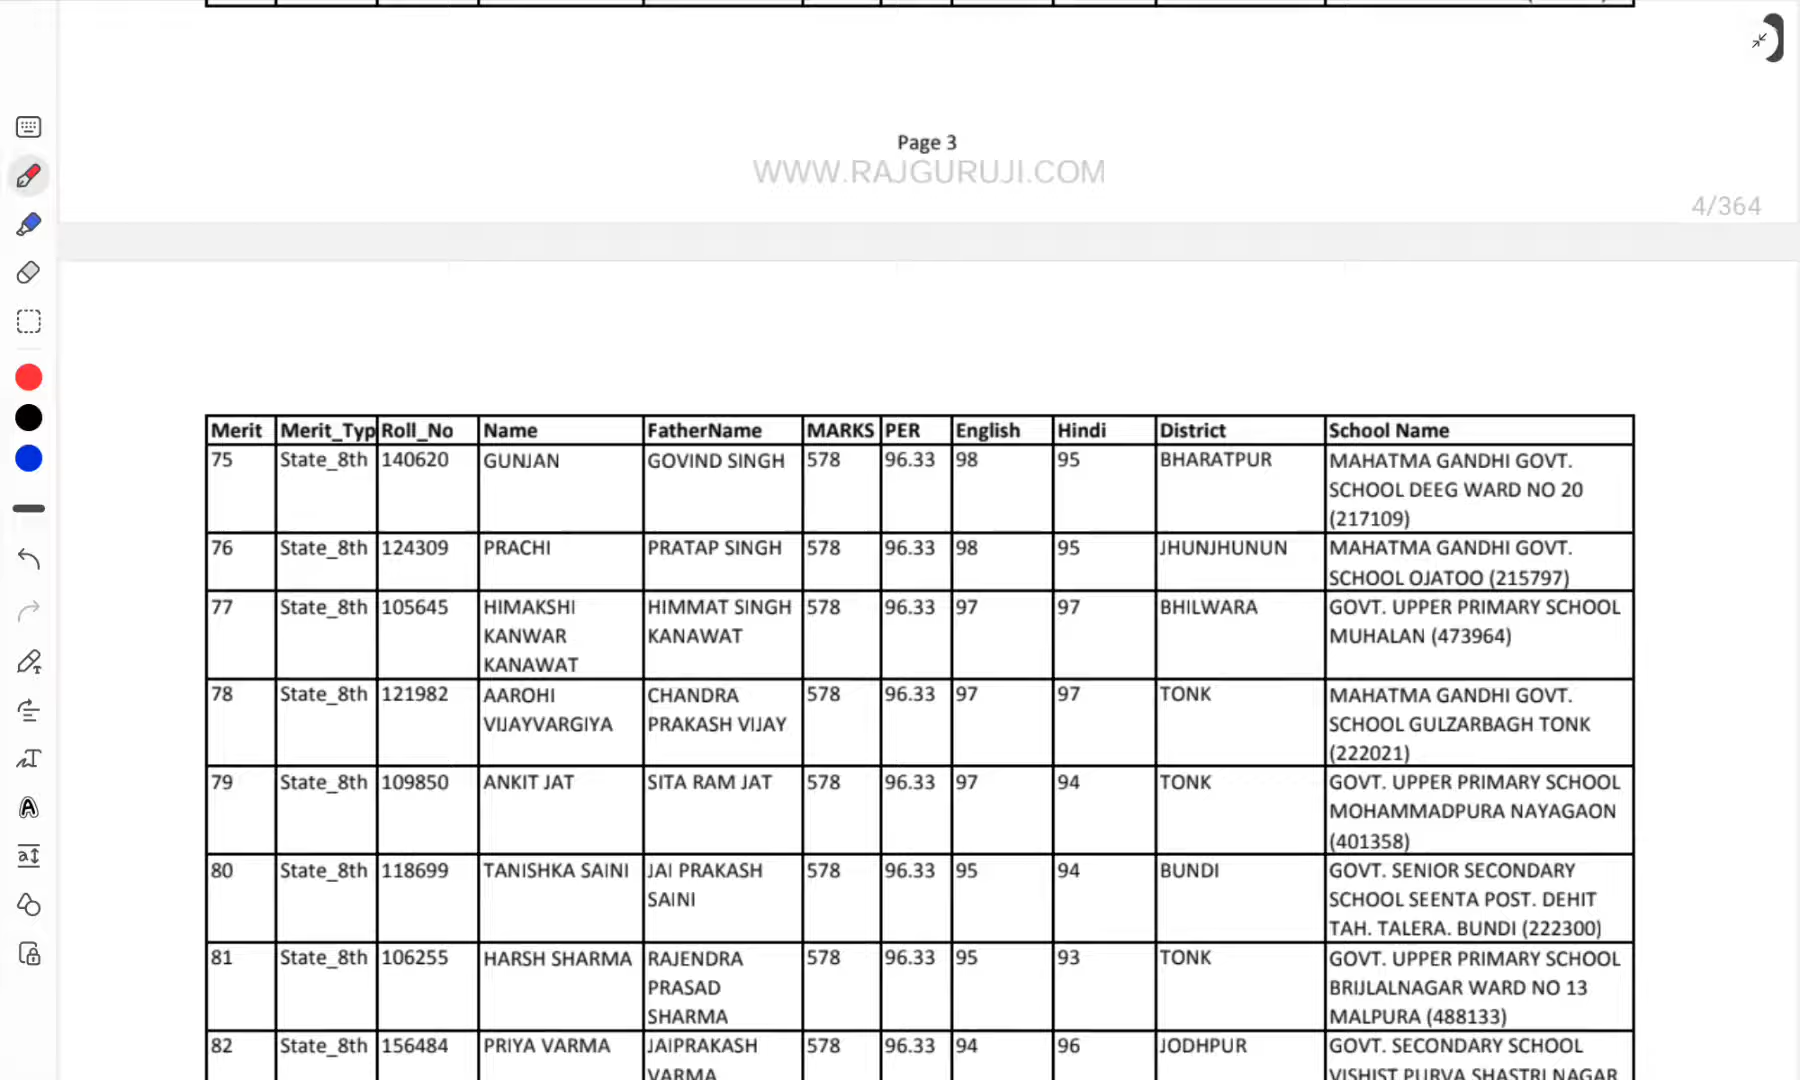 Page 3
WWW.RAJGURUJI.COM
4/364
Merit Merit_Typ Roll_No Name FatherName MARKS PER English Hindi District School Name
75 State_8th 140620 GUNJAN GOVIND SINGH 578 96.33 98 95 BHARATPUR MAHATMA GANDHI GOVT.
SCHOOL DEEG WARD NO 20
(217109)
76 State_8th 124309 PRACHI PRATAP SINGH 578 96.33 98 95 JHUNJHUNUN MAHATMA GANDHI GOVT.
SCHOOL OJATOO (215797)
77 State_8th 105645 HIMAKSHI HIMMAT SINGH 578 96.33 97 97 BHILWARA GOVT. UPPER PRIMARY SCHOOL
KANWAR KANAWAT MUHALAN (473964)
KANAWAT
78 State_8th 121982 AAROHI CHANDRA 578 96.33 97 97 TONK MAHATMA GANDHI GOVT.
VIJAYVARGIYA PRAKASH VIJAY SCHOOL GULZARBAGH TONK
(222021)
79 State_8th 109850 ANKIT JAT SITA RAM JAT 578 96.33 97 94 TONK GOVT. UPPER PRIMARY SCHOOL
MOHAMMADPURA NAYAGAON
(401358)
80 State_8th 118699 TANISHKA SAINI JAI PRAKASH 578 96.33 95 94 BUNDI GOVT. SENIOR SECONDARY
SAINI SCHOOL SEENTA POST. DEHIT
TAH. TALERA. BUNDI (222300)
81 State_8th 106255 HARSH SHARMA RAJENDRA 578 96.33 95 93 TONK GOVT. UPPER PRIMARY SCHOOL
PRASAD BRIJLALNAGAR WARD NO 13
SHARMA MALPURA (488133)
82 State_8th 156484 PRIYA VARMA JAIPRAKASH 578 96.33 94 96 JODHPUR GOVT. SECONDARY SCHOOL
VARMA VISHIST PURVA SHASTRI NAGAR